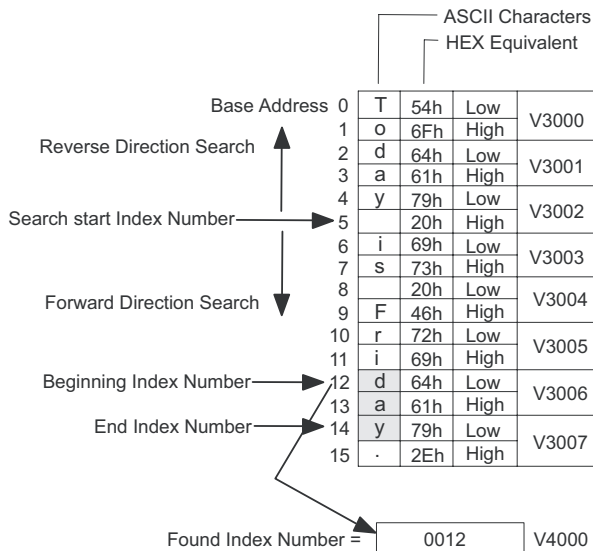 ASCII Characters
HEX Equivalent
Base Address 0 T 54h Low V3000
1 o 6Fh High
Reverse Direction Search
2 d 64h Low V3001
3 a 61h High
4 y 79h Low V3002
Search start Index Number 5 20h High
6 i 69h Low V3003
7 s 73h High
Forward Direction Search
8 20h Low V3004
9 F 46h High
10 r 72h Low V3005
11 i 69h High
Beginning Index Number 12 d 64h Low V3006
13 a 61h High
End Index Number 14 y 79h Low V3007
15 . 2Eh High
Found Index Number = 0012 V4000